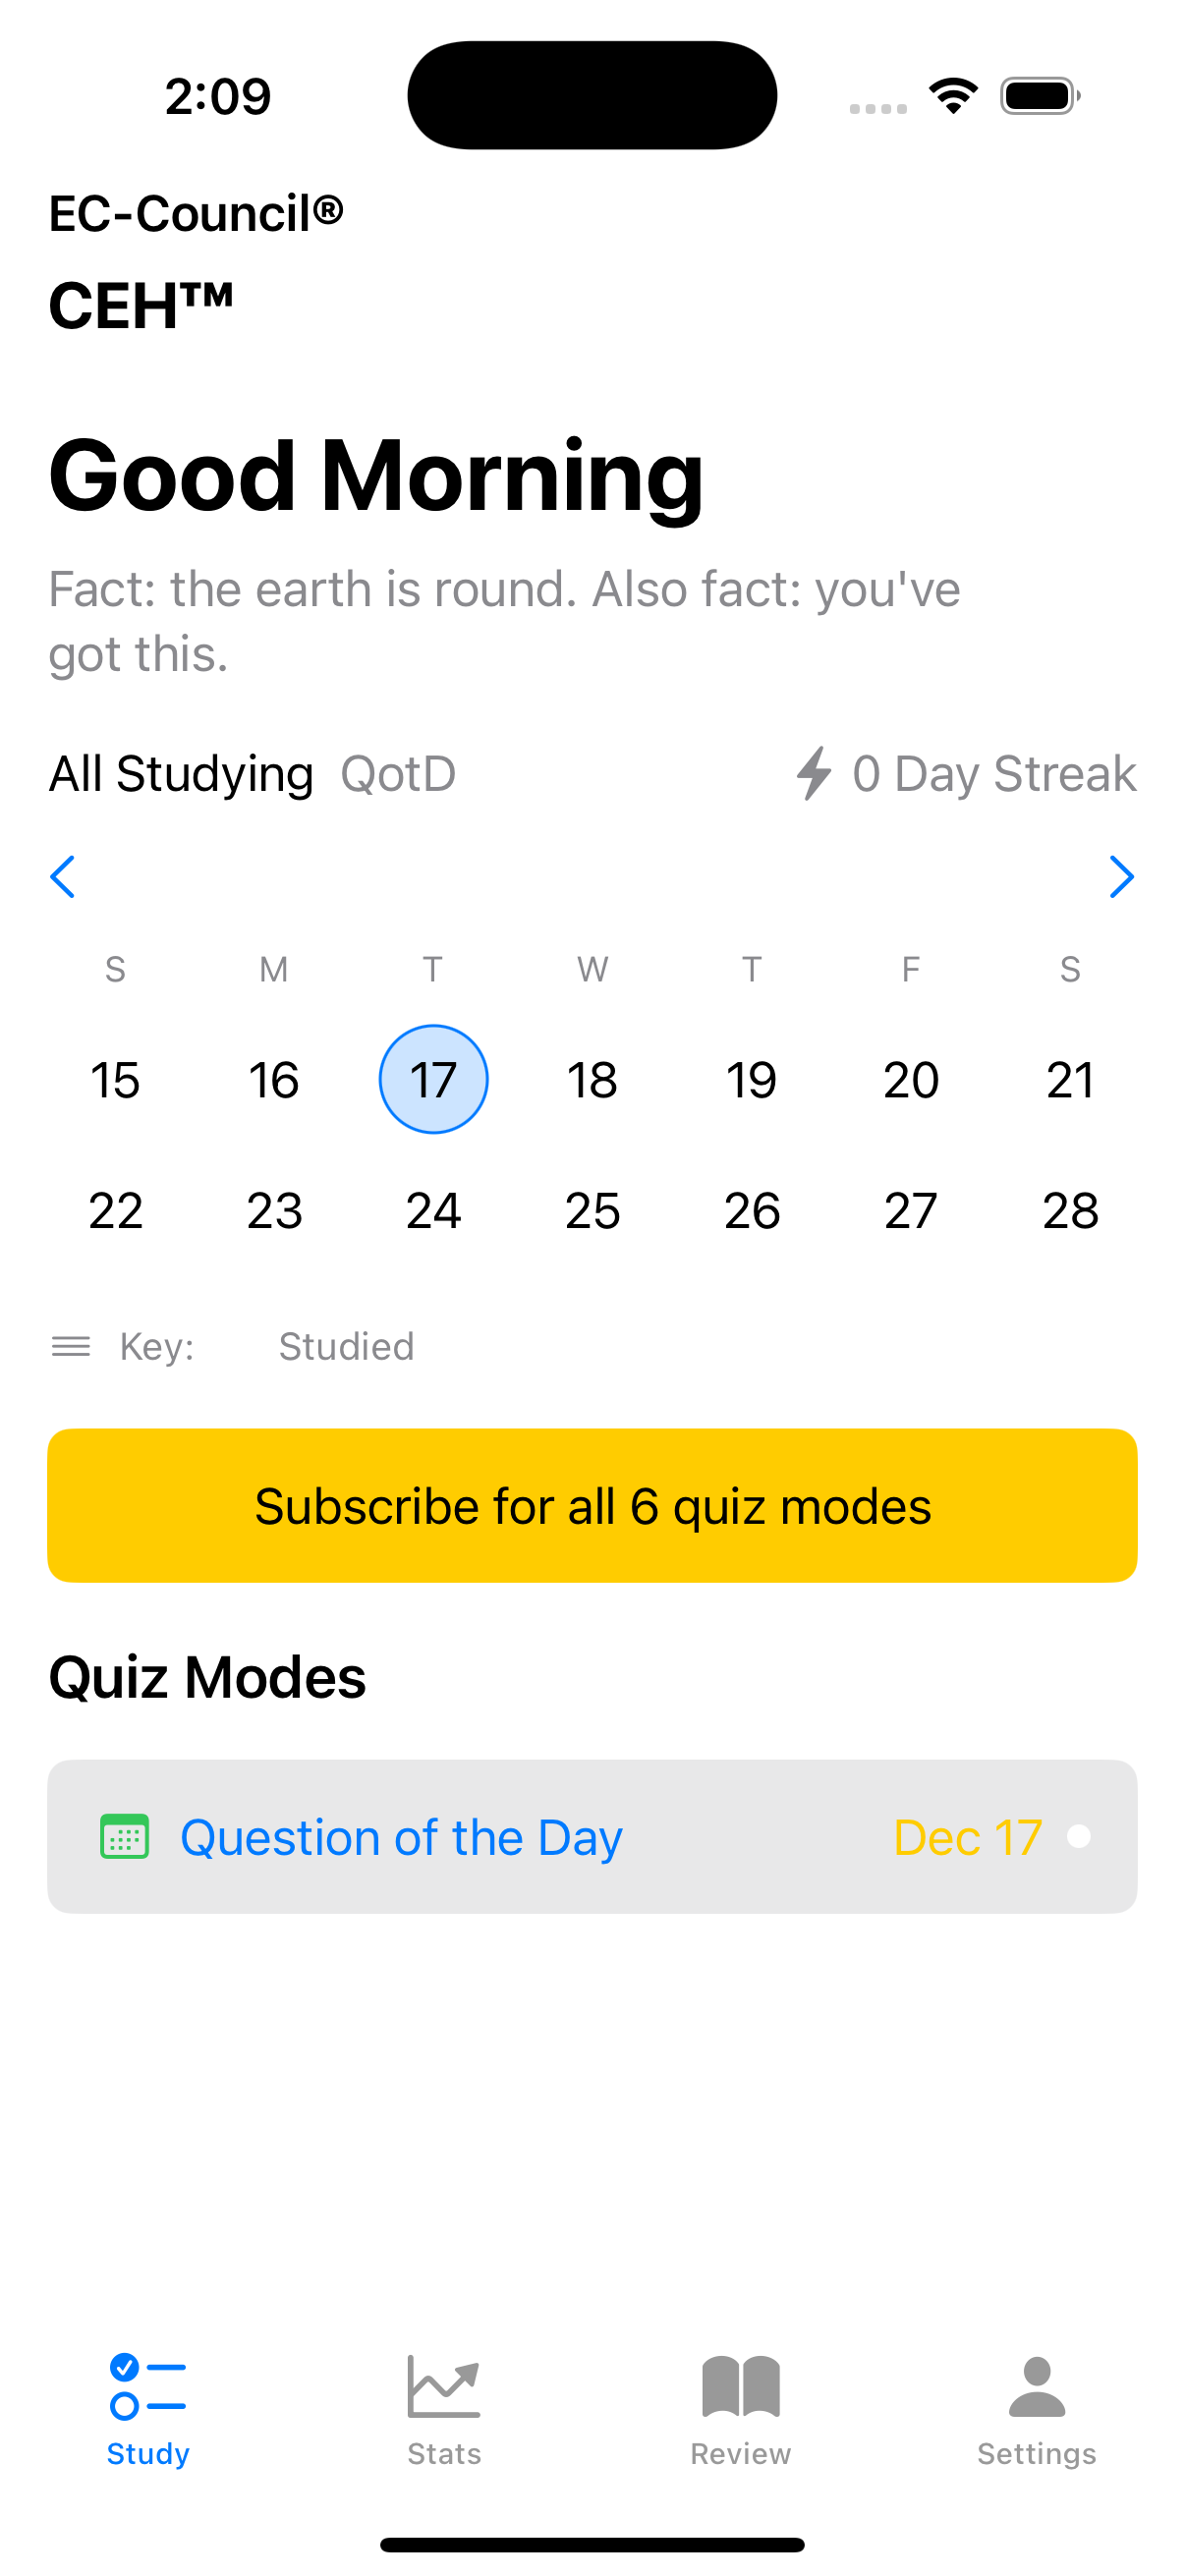 2:09
EC-Council®
CEH™
Good Morning
Fact: the earth is round. Also fact: you've
got this.
All Studying QotD 0 Day Streak
S M T W T F S
15 16 17 18 19 20 21
22 23 24 25 26 27 28
Key: Studied
Subscribe for all 6 quiz modes
Quiz Modes
Question of the Day Dec 17
Study Stats Review Settings